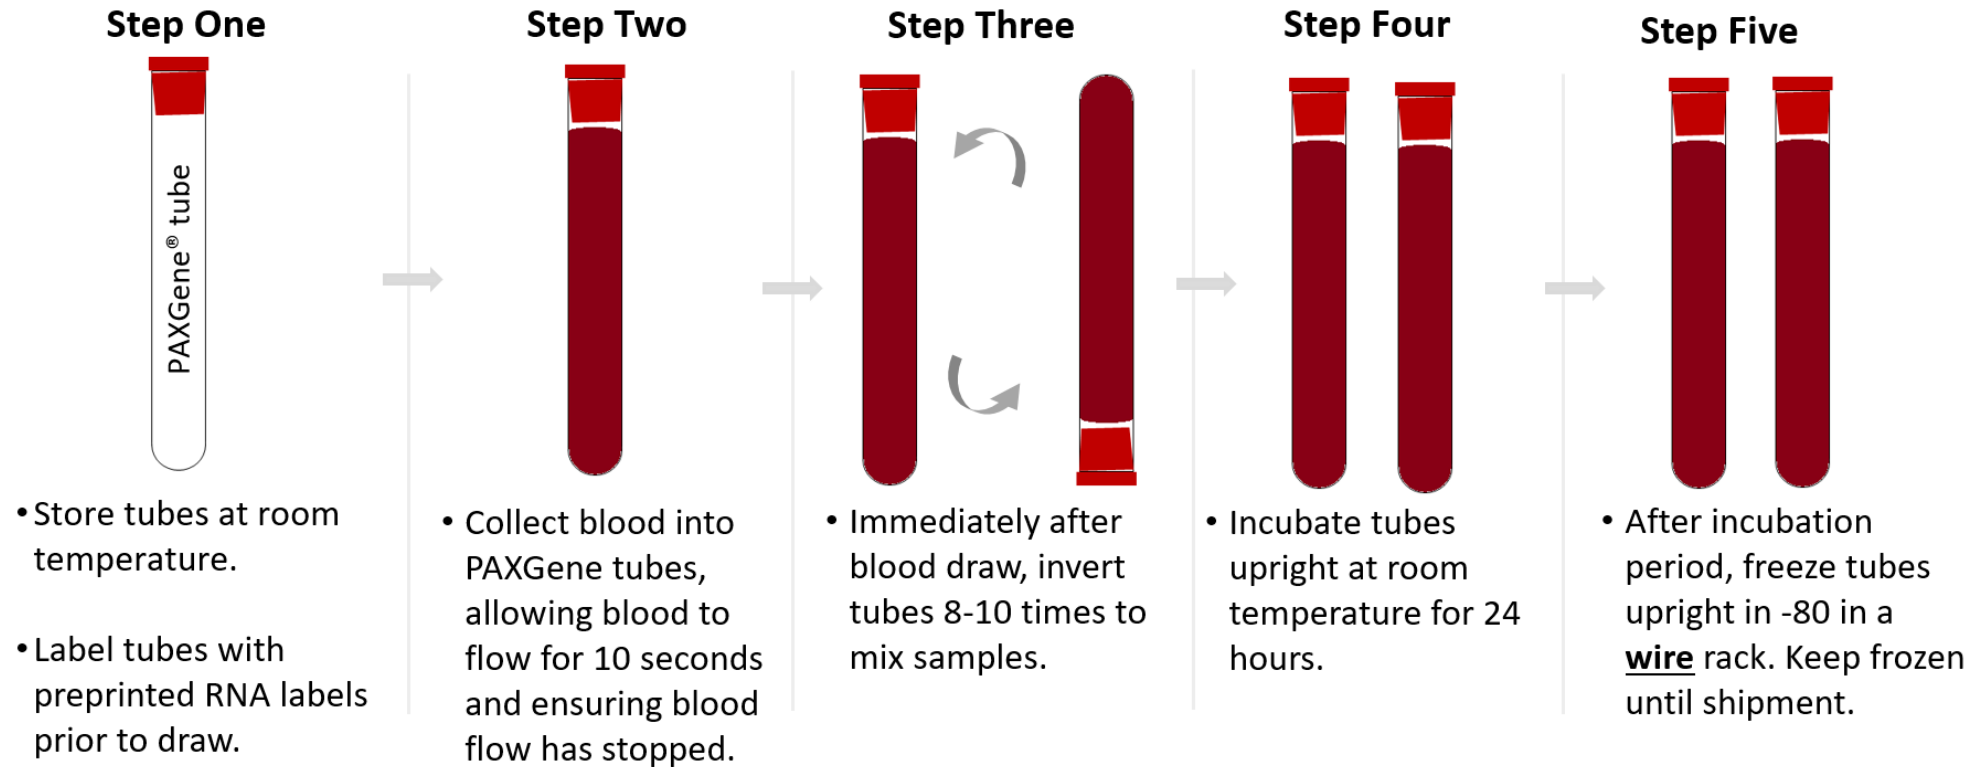 Step One
PAXGene® tube
• Store tubes at room
temperature.
• Label tubes with
preprinted RNA labels
prior to draw.
Step Two
• Collect blood into
PAXGene tubes,
allowing blood to
flow for 10 seconds
and ensuring blood
flow has stopped.
Step Three
• Immediately after
blood draw, invert
tubes 8-10 times to
mix samples.
Step Four
• Incubate tubes
upright at room
temperature for 24
hours.
Step Five
• After incubation
period, freeze tubes
upright in -80 in a
wire rack. Keep frozen
until shipment.